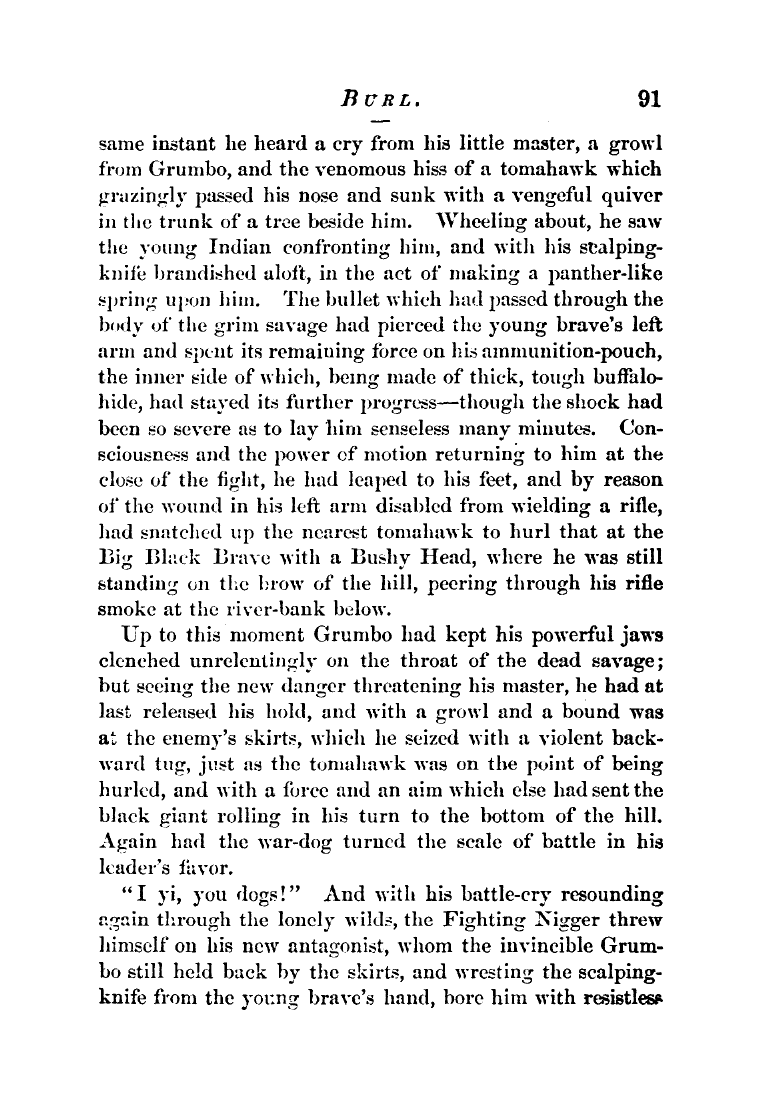 BURL. 91
same instant he heard a cry from his little master, a growl
from Grumbo, and the venomous hiss of a tomahawk which
grazingly passed his nose and sunk with a vengeful quiver
in the trunk of a tree beside him. Wheeling about, he saw
the young Indian confronting him, and with his scalping-
knife brandished aloft, in the act of making a panther-like
spring upon him. The bullet which had passed through the
body of the grim savage had pierced the young brave's left
arm and spent its remaining force on his ammunition-pouch,
the inner side of which, being made of thick, tough buffalo-
hide, had stayed its further progress—though the shock had
been so severe as to lay him senseless many minutes. Con-
sciousness and the power of motion returning to him at the
close of the fight, he had leaped to his feet, and by reason
of the wound in his left arm disabled from wielding a rifle,
had snatched up the nearest tomahawk to hurl that at the
Big Black Brave with a Bushy Head, where he was still
standing on the brow of the hill, peering through his rifle
smoke at the river-bank below.
Up to this moment Grumbo had kept his powerful jaws
clenched unrelentingly on the throat of the dead savage;
but seeing the new danger threatening his master, he had at
last released his hold, and with a growl and a bound was
at the enemy's skirts, which he seized with a violent back-
ward tug, just as the tomahawk was on the point of being
hurled, and with a force and an aim which else had sent the
black giant rolling in his turn to the bottom of the hill.
Again had the war-dog turned the scale of battle in his
leader's favor.
"I yi, you dogs!" And with his battle-cry resounding
again through the lonely wilds, the Fighting Nigger threw
himself on his new antagonist, whom the invincible Grum-
bo still held back by the skirts, and wresting the scalping-
knife from the young brave's hand, bore him with resistless